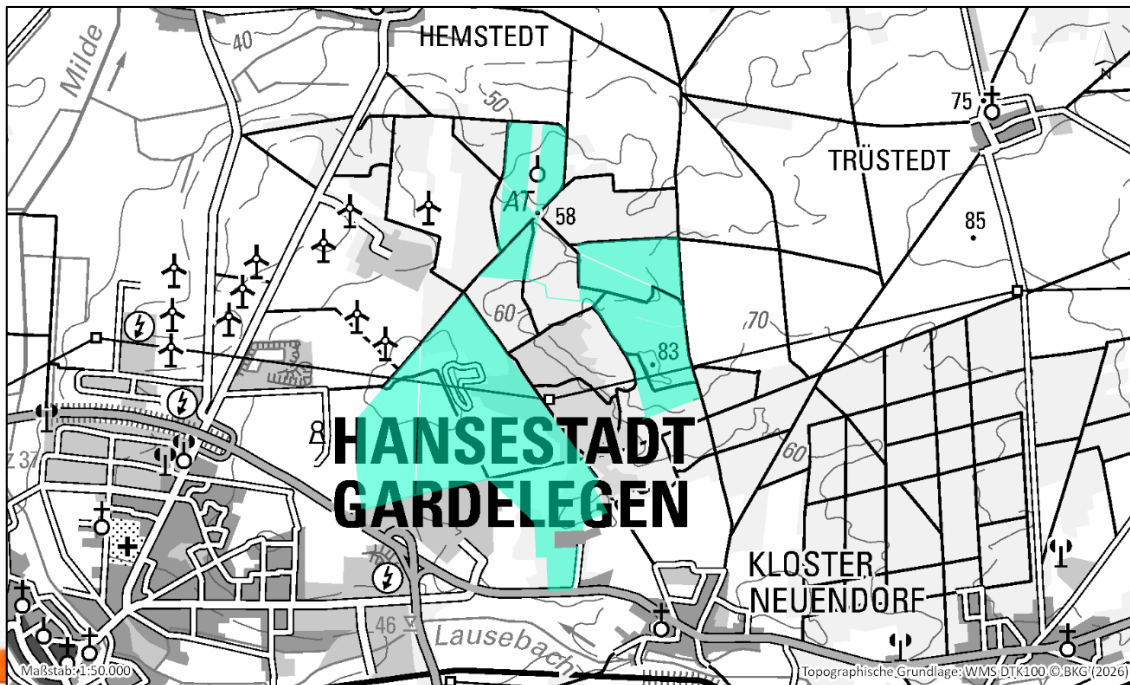 HEMSTEDT
Milde
40
50
N
75
TRÜSTEDT
AT
58
85
60
70
83
HANSESTADT
GARDELEGEN
60
Z 37
KLOSTER
NEUENDORF
46
Lausebach
Maßstab: 1:50.000
Topographische Grundlage: WMS DTK100 © BKG (2026)